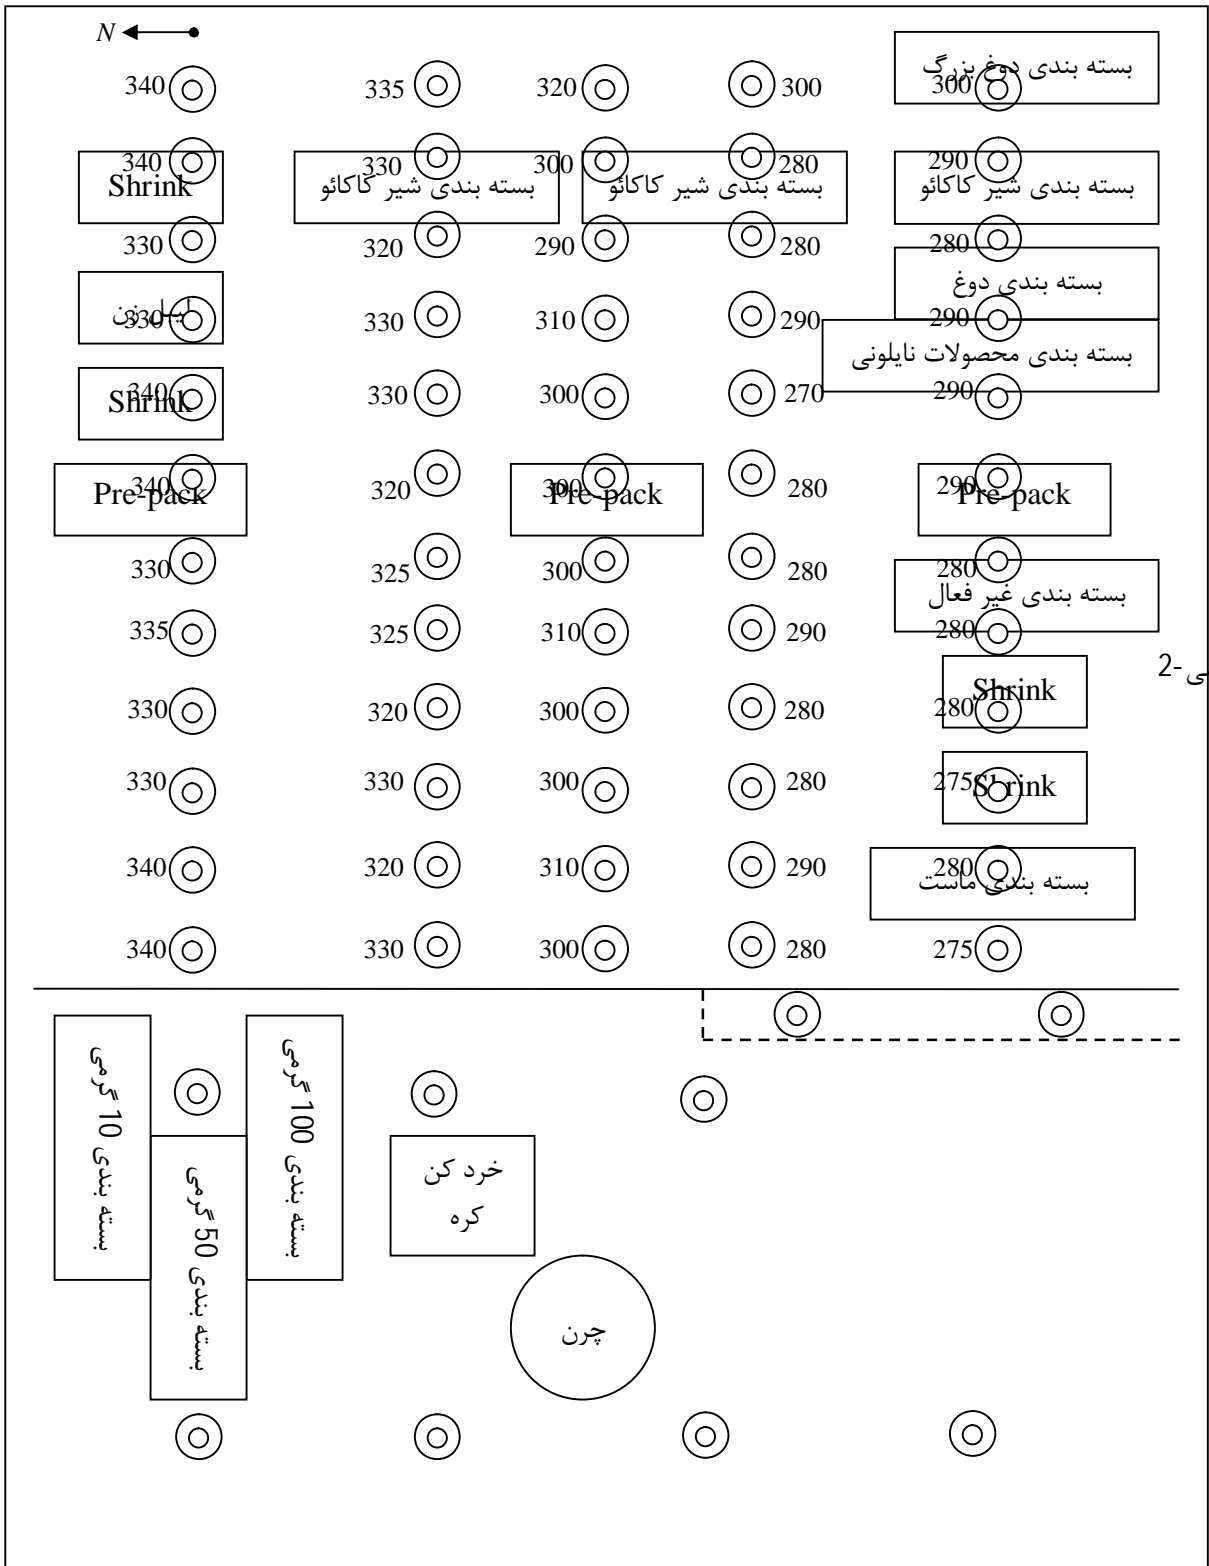 N
بسته بندی دوغ بزرگ
340 335 320 300 300
340 330 300 280 290
Shrink بسته بندی شیر کاکائو بسته بندی شیر کاکائو بسته بندی شیر کاکائو
330 320 290 280 280
بسته بندی دوغ
330 330 310 290 290
لیبل زن
بسته بندی محصولات نایلونی
340 330 300 270 290
Shrink
340 320 300 280 290
Pre-pack Pre-pack Pre-pack
330 325 300 280 280
بسته بندی غیر فعال
335 325 310 290 280
ی -2
Shrink
330 320 300 280 280
330 330 300 280 275
Shrink
340 320 310 290 280
بسته بندی ماست
340 330 300 280 275
بسته بندی 10 گرمی
بسته بندی 50 گرمی
بسته بندی 100 گرمی
خرد کن
کره
چرن